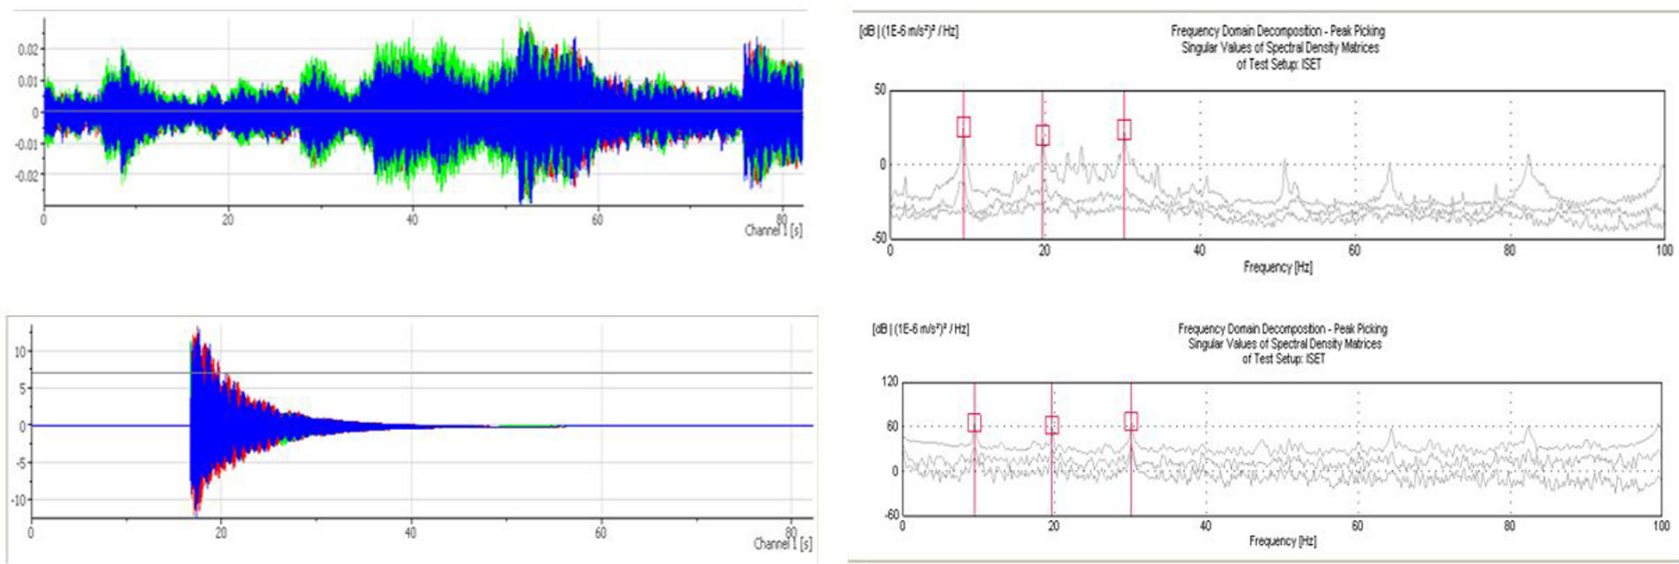 0.02
0.01
0
-0.01
-0.02
0 20 40 60 80
Channel 1 [s]
[dB | (1E-6 m/s²)² / Hz]
Frequency Domain Decomposition - Peak Picking
Singular Values of Spectral Density Matrices
of Test Setup: ISET
50
0
-50
0 20 40 60 80 100
Frequency [Hz]
10
5
0
-5
-10
0 20 40 60 80
Channel 1 [s]
[dB | (1E-6 m/s²)² / Hz]
Frequency Domain Decomposition - Peak Picking
Singular Values of Spectral Density Matrices
of Test Setup: ISET
120
60
0
-60
0 20 40 60 80 100
Frequency [Hz]